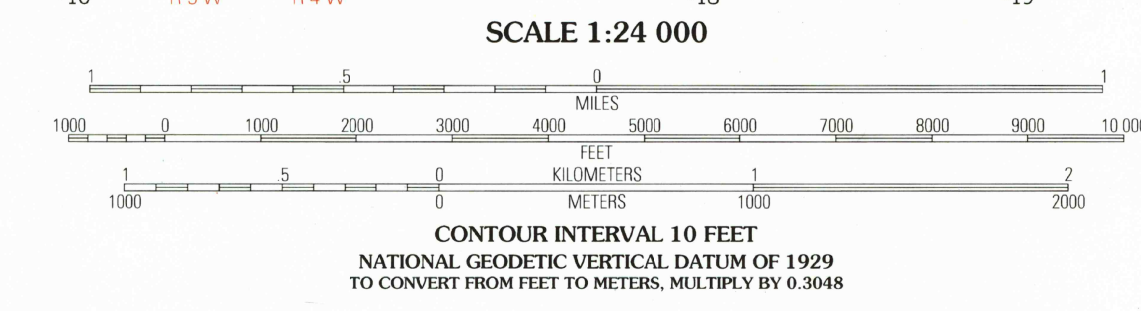 SCALE 1:24 000
1 .5 0 1
MILES
1000 0 1000 2000 3000 4000 5000 6000 7000 8000 9000 10 000
FEET
1 .5 0 KILOMETERS 1 2
1000 0 METERS 1000 2000
CONTOUR INTERVAL 10 FEET
NATIONAL GEODETIC VERTICAL DATUM OF 1929
TO CONVERT FROM FEET TO METERS, MULTIPLY BY 0.3048